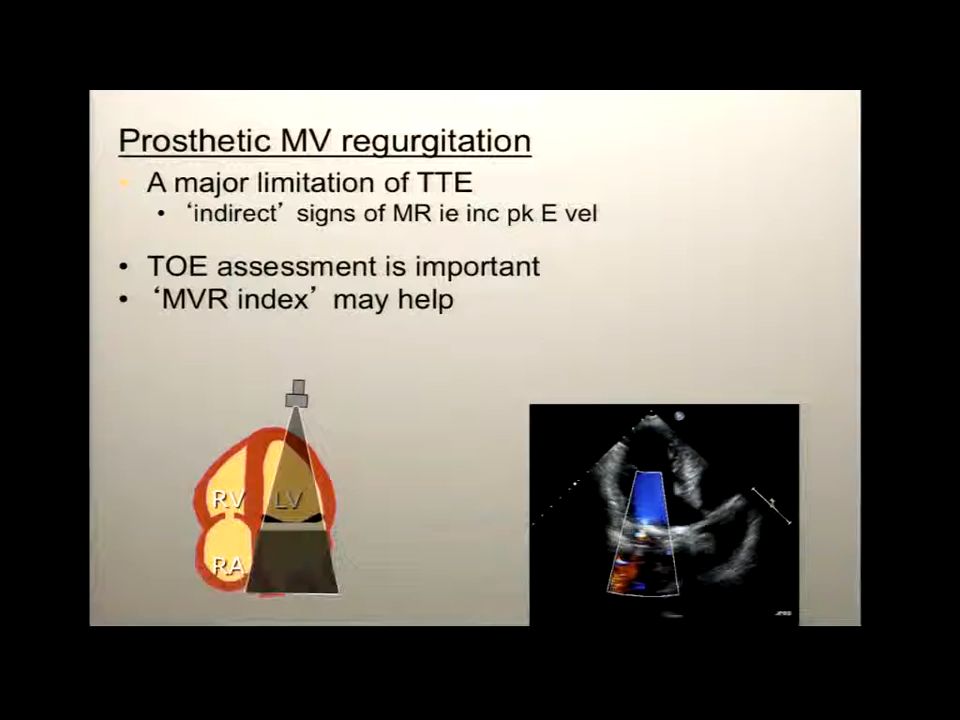 Prosthetic MV regurgitation
• A major limitation of TTE
• ‘indirect’ signs of MR ie inc pk E vel
• TOE assessment is important
• ‘MVR index’ may help
RV LV
RA